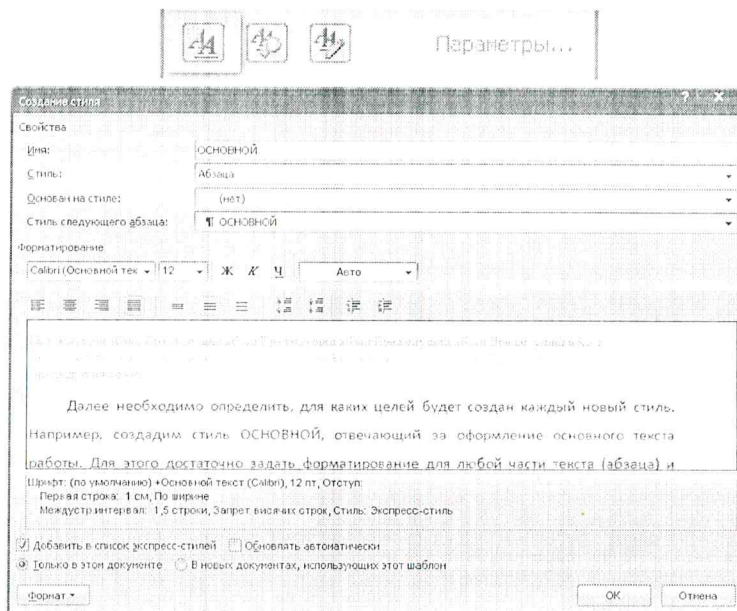 Параметры...
Создание стиля ? X
Свойства
Имя: ОСНОВНОЙ
Стиль: Абзаца
Основан на стиле: (нет)
Стиль следующего абзаца: ¶ ОСНОВНОЙ
Форматирование
Calibri (Основной тек 12 Ж К Ч Авто
Далее необходимо определить, для каких целей будет создан каждый новый стиль.
Например, создадим стиль ОСНОВНОЙ, отвечающий за оформление основного текста
работы. Для этого достаточно задать форматирование для любой части текста (абзаца) и
Шрифт: (по умолчанию) +Основной текст (Calibri), 12 пт, Отступ:
Первая строка: 1 см, По ширине
Междустр.интервал: 1,5 строки, Запрет висячих строк, Стиль: Экспресс-стиль
Добавить в список экспресс-стилей Обновлять автоматически
Только в этом документе В новых документах, использующих этот шаблон
Формат ОК Отмена